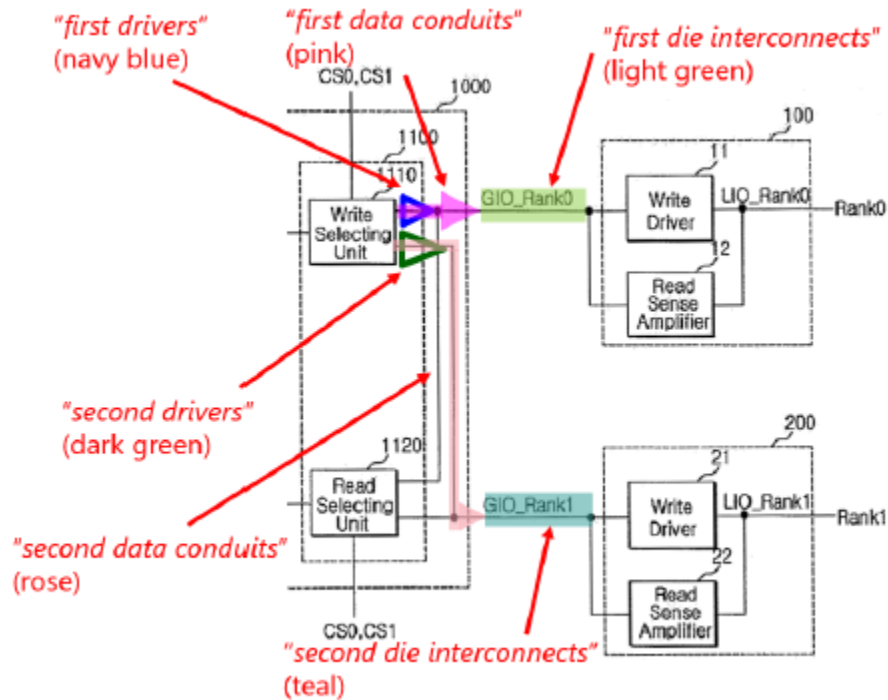 "first drivers"
(navy blue)
"first data conduits"
(pink)
"first die interconnects"
(light green)
CS0,CS1
1000
100
1100
1110
11
Write
Selecting
Unit
GIO_Rank0
Write
Driver
LIO_Rank0
Rank0
12
Read
Sense
Amplifier
"second drivers"
(dark green)
200
1120
21
Read
Selecting
Unit
GIO_Rank1
Write
Driver
LIO_Rank1
Rank1
"second data conduits"
(rose)
22
Read
Sense
Amplifier
CS0,CS1
"second die interconnects"
(teal)